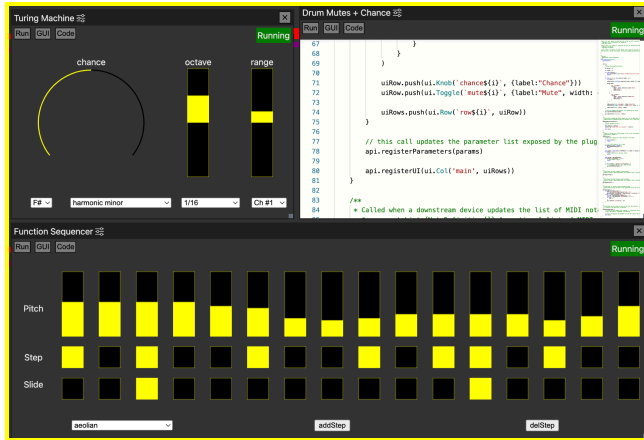 Turing Machine
Run GUI Code
Running
chance
octave
range
F#
harmonic minor
1/16
Ch #1
Drum Mutes + Chance
Run GUI Code
Running
67 }
68 }
69 )
70
71 uiRow.push(ui.Knob(`chance${i}`, {label:"Chance"}))
72 uiRow.push(ui.Toggle(`mute${i}`, {label:"Mute", width:
73
74 uiRows.push(ui.Row(`row${i}`, uiRow))
75 }
76
77 // this call updates the parameter list exposed by the plug
78 api.registerParameters(params)
79
80 api.registerUI(ui.Col('main', uiRows))
81 }
82
83 /**
84 * Called when a downstream device updates the list of MIDI not
Function Sequencer
Run GUI Code
Running
Pitch
Step
Slide
aeolian
addStep
delStep